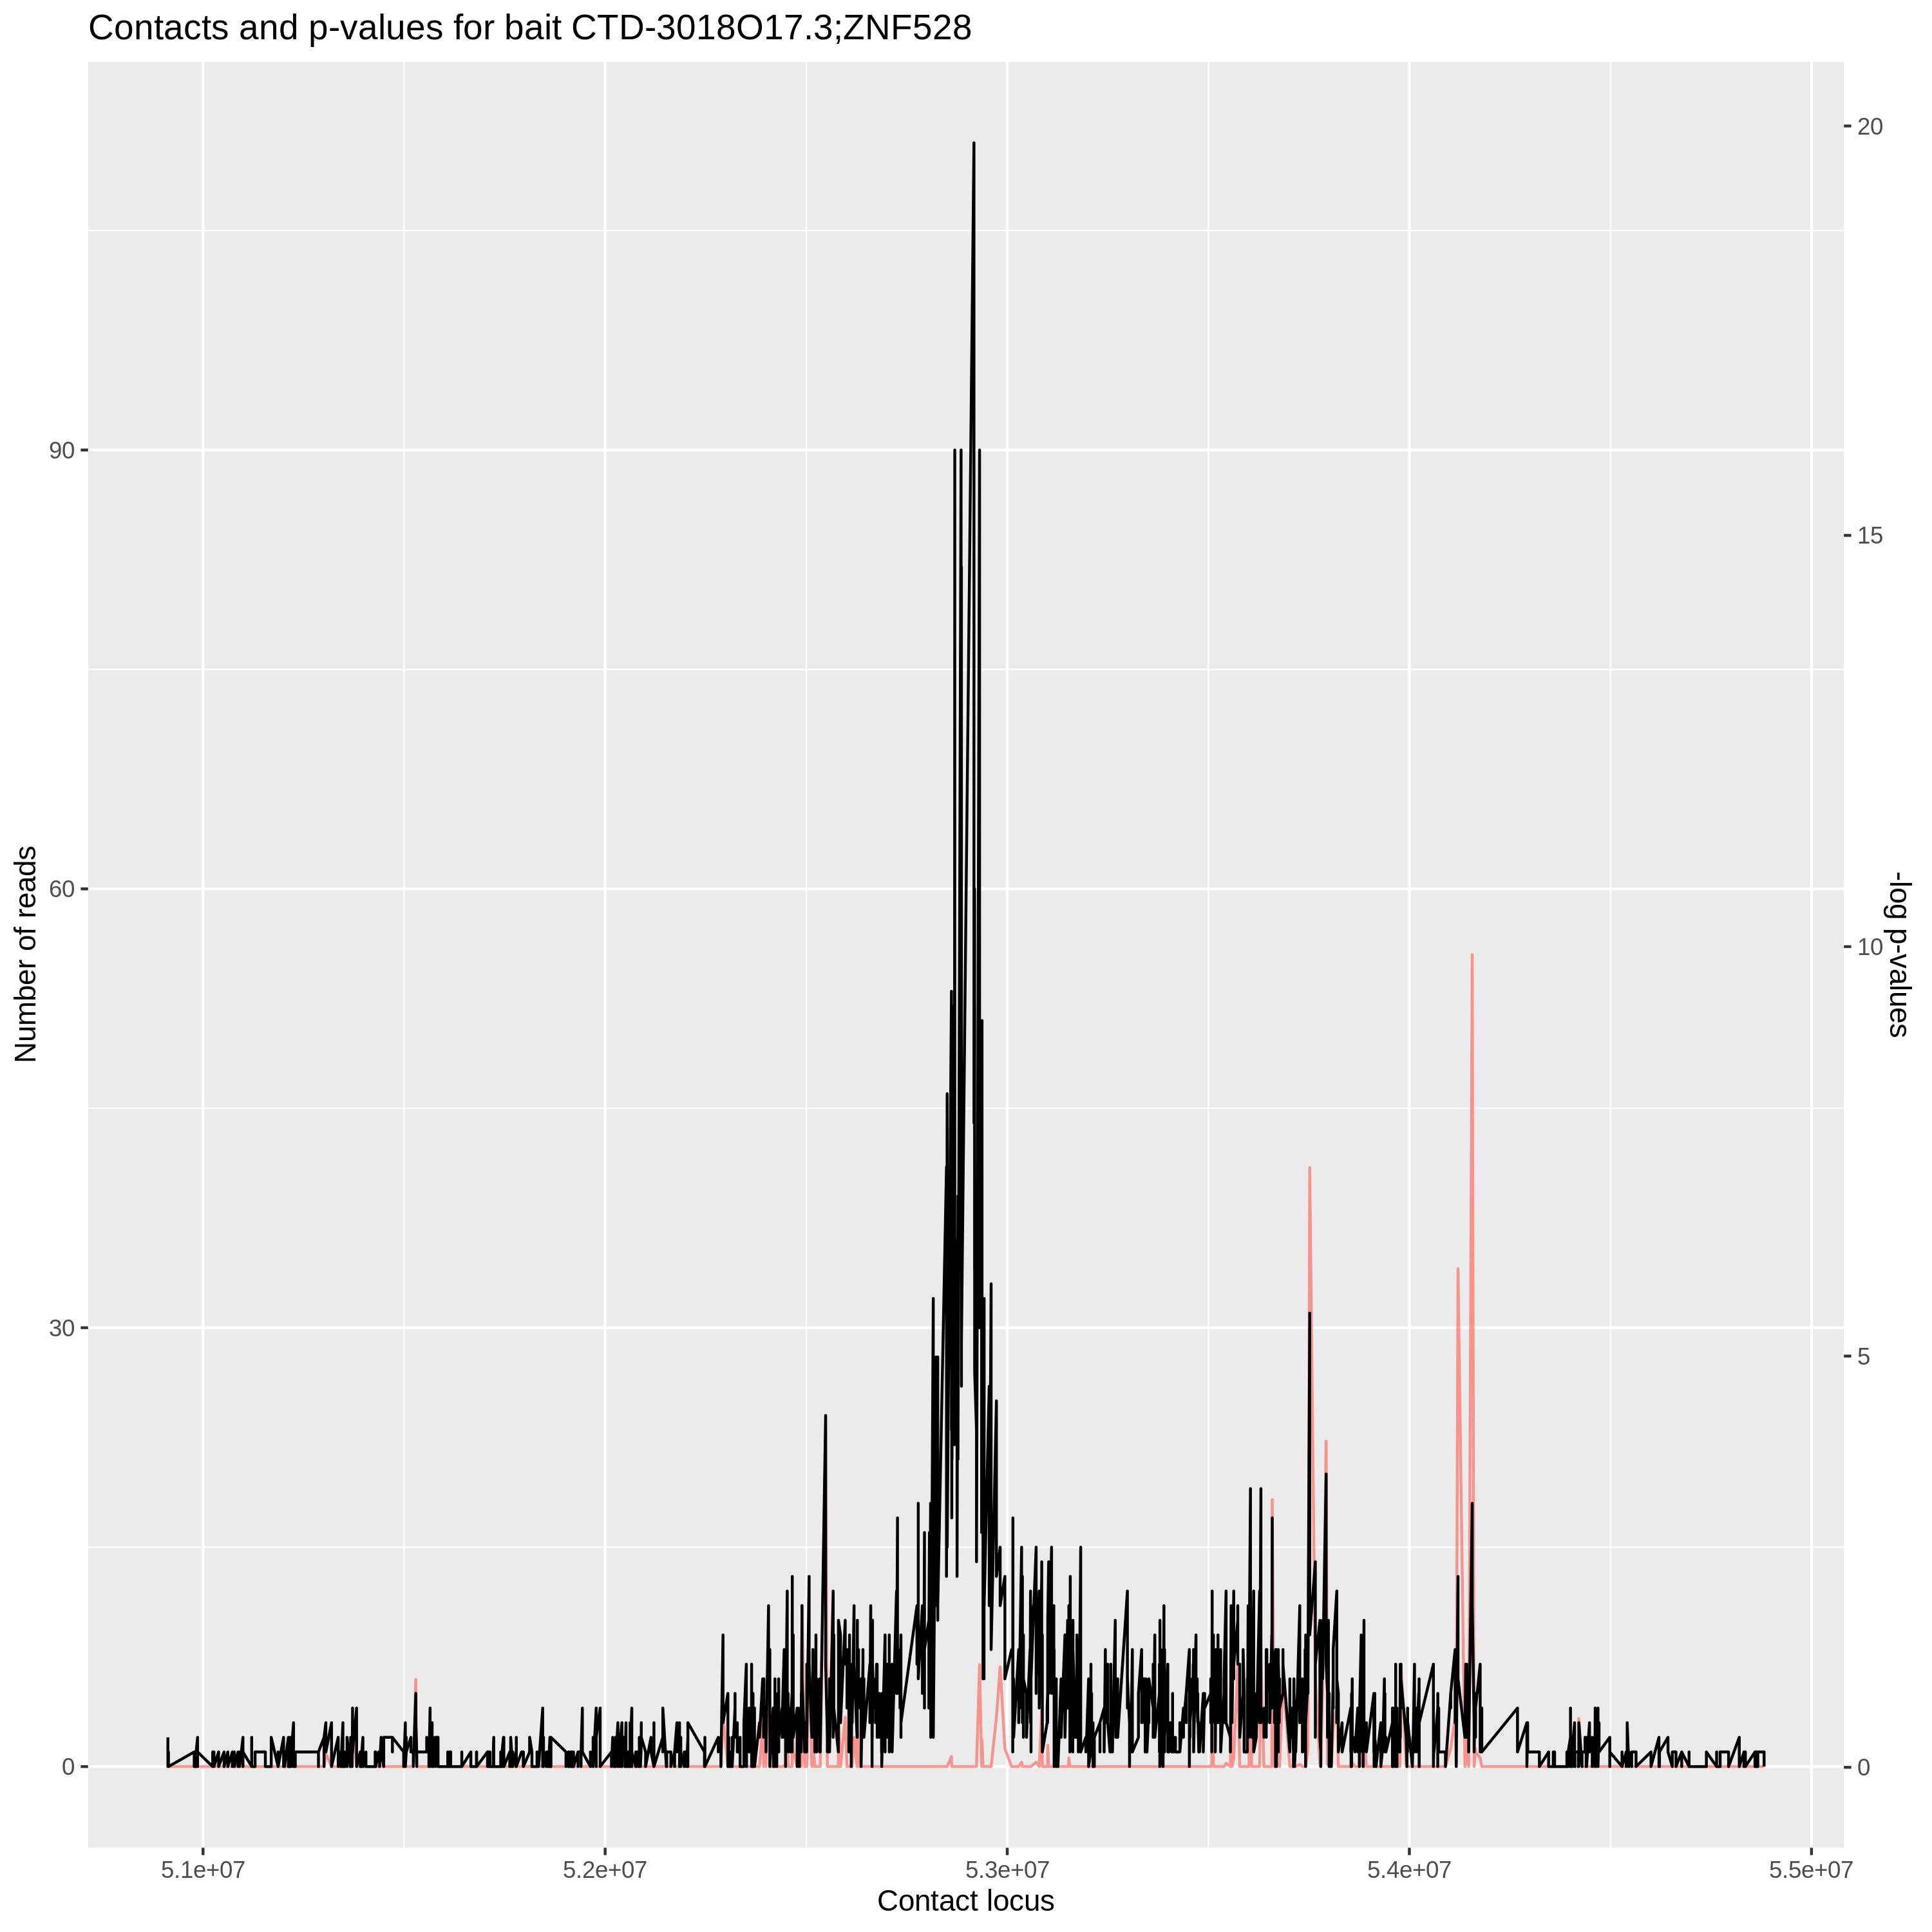 Contacts and p-values for bait CTD-3018O17.3;ZNF528
Number of reads
90
60
30
0
20
15
10
5
0
-log p-values
5.1e+07
5.2e+07
5.3e+07
5.4e+07
5.5e+07
Contact locus